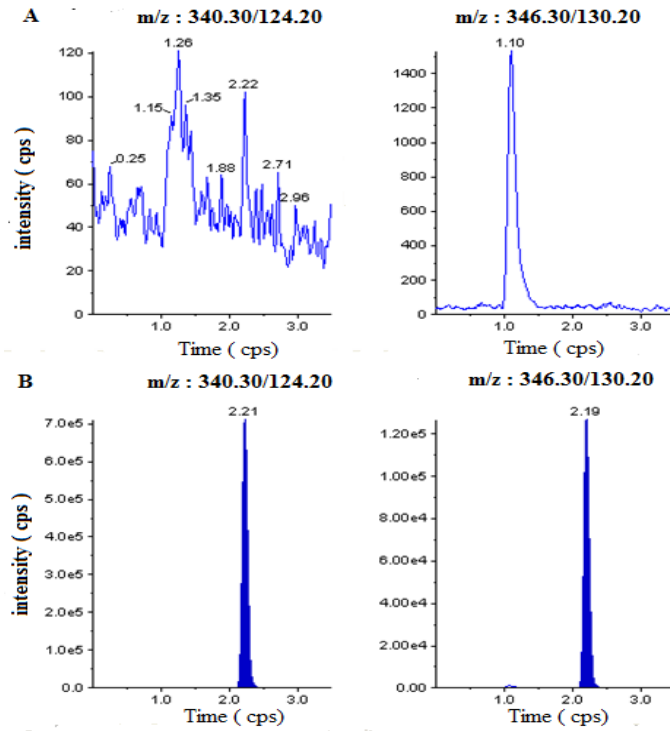 A
m/z : 340.30/124.20
m/z : 346.30/130.20
intensity ( cps )
120
100
80
60
40
20
0
0.25
1.15
1.26
1.35
1.88
2.22
2.71
2.96
1.0
2.0
3.0
Time ( cps)
1400
1200
1000
800
600
400
200
0
1.10
1.0
2.0
3.0
Time ( cps)
B
m/z : 340.30/124.20
m/z : 346.30/130.20
intensity ( cps )
7.0e5
6.0e5
5.0e5
4.0e5
3.0e5
2.0e5
1.0e5
0.0
2.21
1.0
2.0
3.0
Time ( cps)
1.20e5
1.00e5
8.00e4
6.00e4
4.00e4
2.00e4
0.00
2.19
1.0
2.0
3.0
Time ( cps)